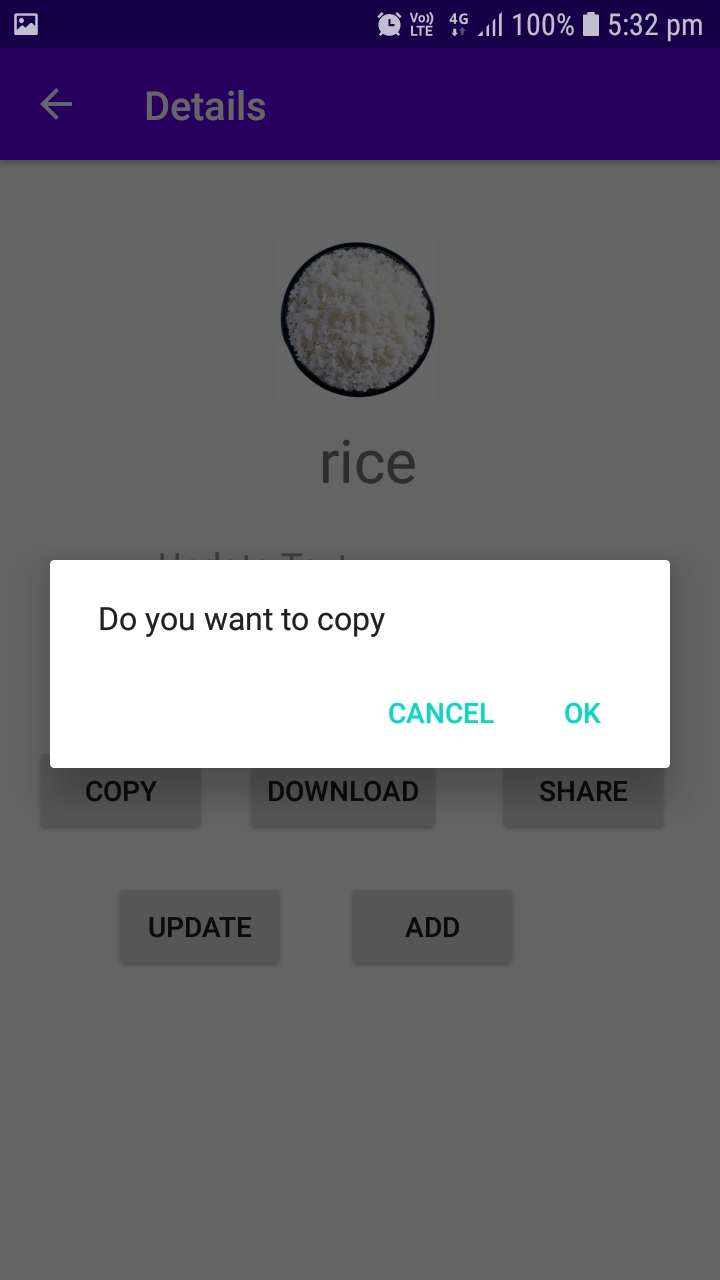 Vo)) LTE 4G 100% 5:32 pm
Details
rice
Update Text
Do you want to copy
CANCEL OK
COPY DOWNLOAD SHARE
UPDATE ADD